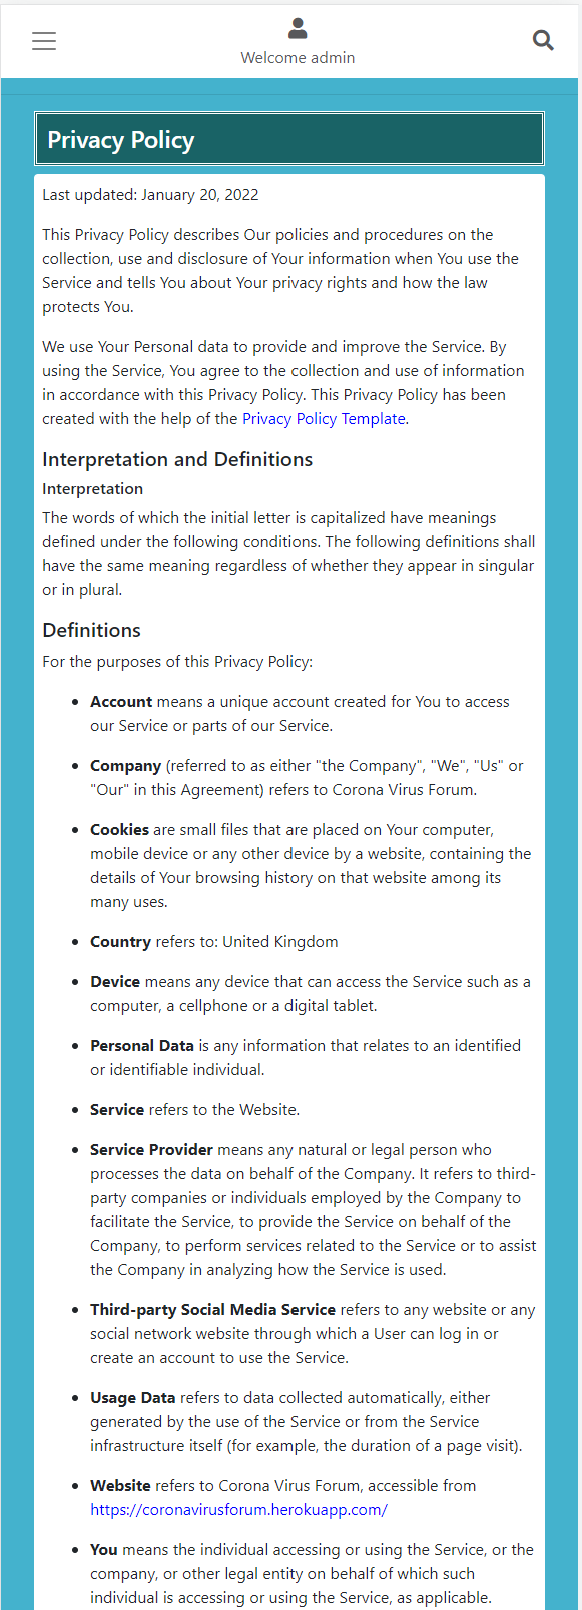 Welcome admin
Privacy Policy
Last updated: January 20, 2022
This Privacy Policy describes Our policies and procedures on the
collection, use and disclosure of Your information when You use the
Service and tells You about Your privacy rights and how the law
protects You.
We use Your Personal data to provide and improve the Service. By
using the Service, You agree to the collection and use of information
in accordance with this Privacy Policy. This Privacy Policy has been
created with the help of the Privacy Policy Template.
Interpretation and Definitions
Interpretation
The words of which the initial letter is capitalized have meanings
defined under the following conditions. The following definitions shall
have the same meaning regardless of whether they appear in singular
or in plural.
Definitions
For the purposes of this Privacy Policy:
• Account means a unique account created for You to access
our Service or parts of our Service.
• Company (referred to as either "the Company", "We", "Us" or
"Our" in this Agreement) refers to Corona Virus Forum.
• Cookies are small files that are placed on Your computer,
mobile device or any other device by a website, containing the
details of Your browsing history on that website among its
many uses.
• Country refers to: United Kingdom
• Device means any device that can access the Service such as a
computer, a cellphone or a digital tablet.
• Personal Data is any information that relates to an identified
or identifiable individual.
• Service refers to the Website.
• Service Provider means any natural or legal person who
processes the data on behalf of the Company. It refers to third-
party companies or individuals employed by the Company to
facilitate the Service, to provide the Service on behalf of the
Company, to perform services related to the Service or to assist
the Company in analyzing how the Service is used.
• Third-party Social Media Service refers to any website or any
social network website through which a User can log in or
create an account to use the Service.
• Usage Data refers to data collected automatically, either
generated by the use of the Service or from the Service
infrastructure itself (for example, the duration of a page visit).
• Website refers to Corona Virus Forum, accessible from
https://coronavirusforum.herokuapp.com/
• You means the individual accessing or using the Service, or the
company, or other legal entity on behalf of which such
individual is accessing or using the Service, as applicable.